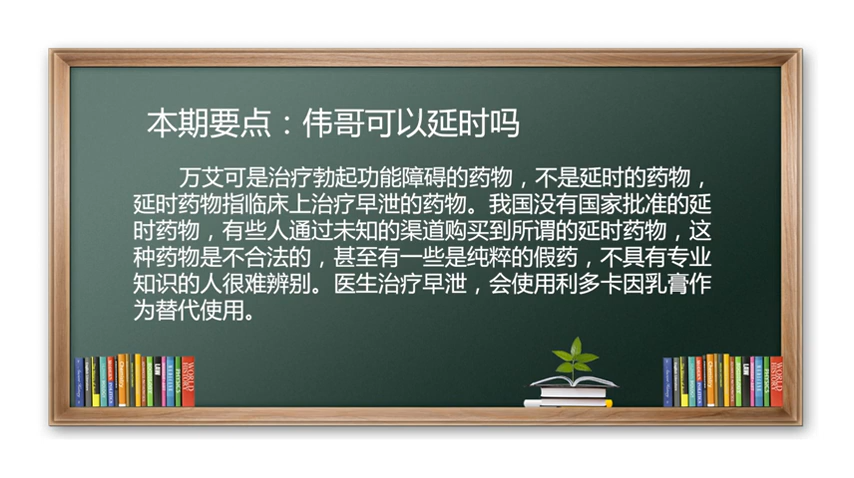 本期要点：伟哥可以延时吗
万艾可是治疗勃起功能障碍的药物，不是延时的药物，
延时药物指临床上治疗早泄的药物。我国没有国家批准的延
时药物，有些人通过未知的渠道购买到所谓的延时药物，这
种药物是不合法的，甚至有一些是纯粹的假药，不具有专业
知识的人很难辨别。医生治疗早泄，会使用利多卡因乳膏作
为替代使用。
WORLD HISTORY
WORLD HISTORY